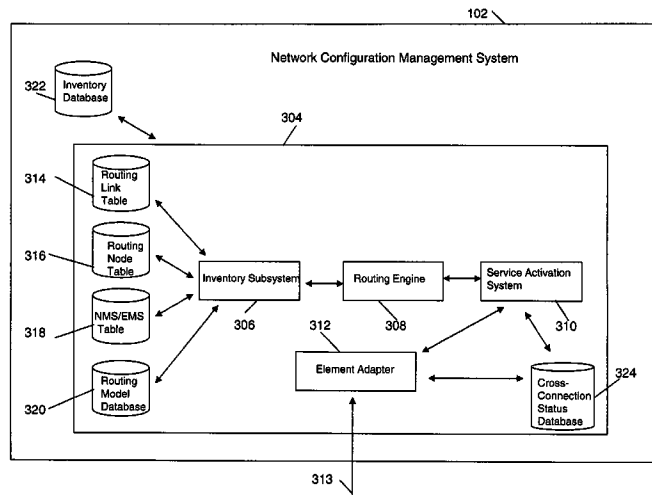 102
Network Configuration Management System
322
Inventory
Database
304
314
Routing
Link
Table
316
Routing
Node
Table
Inventory Subsystem
306
Routing Engine
308
Service Activation
System
310
318
NMS/EMS
Table
312
Element Adapter
320
Routing
Model
Database
324
Cross-
Connection
Status
Database
313